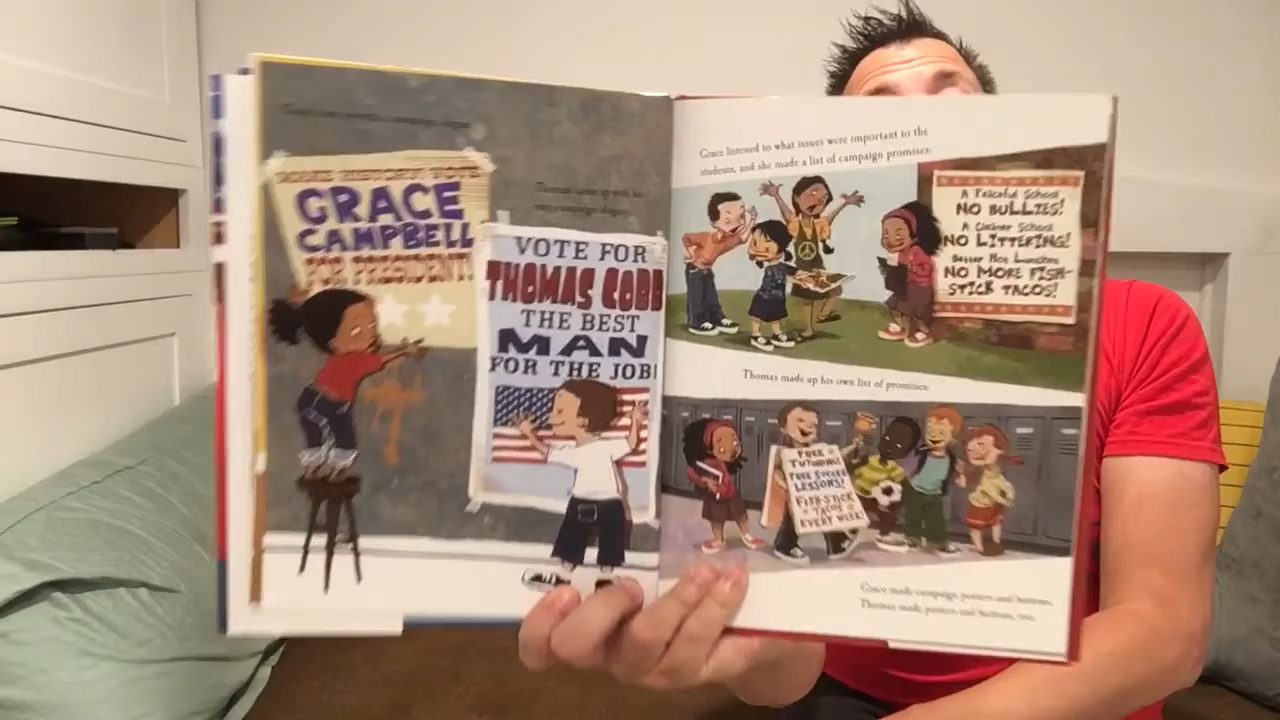 MAKE HISTORY VOTE
GRACE
CAMPBELL
FOR PRESIDENT!
VOTE FOR
THOMAS COBB
THE BEST
MAN
FOR THE JOB!
Grace listened to what issues were important to the
students, and she made a list of campaign promises:
A Peaceful School
NO BULLIES!
A Cleaner School
NO LITTERING!
Better Hot Lunches
NO MORE FISH-
STICK TACOS!
Thomas made up his own list of promises:
FREE
TUTORING!
FREE SOCCER
LESSONS!
FISH-STICK
TACOS
EVERY WEEK!
Grace made campaign posters and buttons.
Thomas made posters and buttons, too.